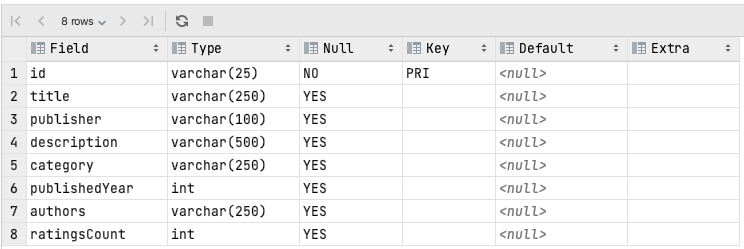 8 rows
Field Type Null Key Default Extra
1 id varchar(25) NO PRI <null>
2 title varchar(250) YES <null>
3 publisher varchar(100) YES <null>
4 description varchar(500) YES <null>
5 category varchar(250) YES <null>
6 publishedYear int YES <null>
7 authors varchar(250) YES <null>
8 ratingsCount int YES <null>